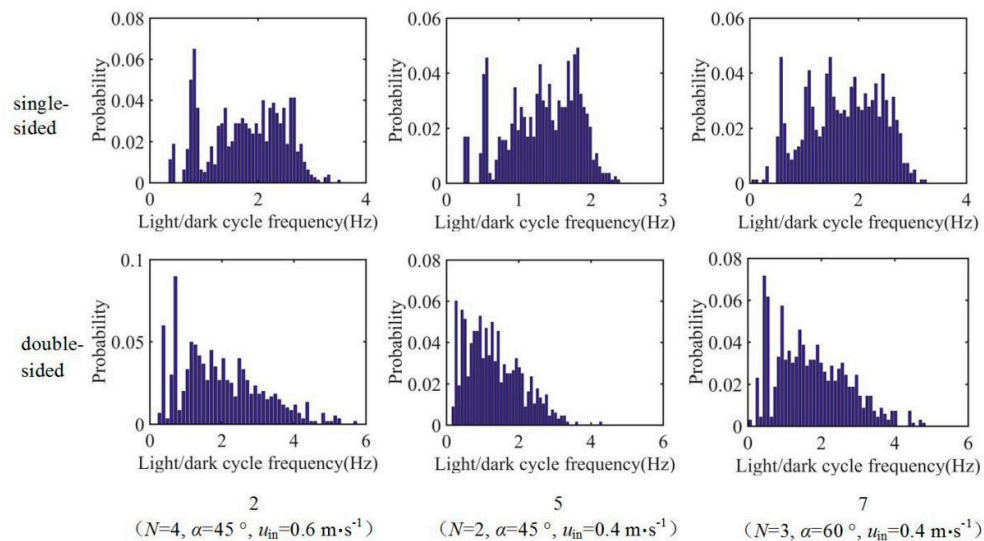 single-
sided
Probability
0.08
0.06
0.04
0.02
0
0
2
4
Light/dark cycle frequency(Hz)
Probability
0.06
0.04
0.02
0
0
1
2
3
Light/dark cycle frequency(Hz)
Probability
0.06
0.04
0.02
0
0
2
4
Light/dark cycle frequency(Hz)
double-
sided
Probability
0.1
0.05
0
0
2
4
6
Light/dark cycle frequency(Hz)
Probability
0.08
0.06
0.04
0.02
0
0
2
4
6
Light/dark cycle frequency(Hz)
Probability
0.08
0.06
0.04
0.02
0
0
2
4
6
Light/dark cycle frequency(Hz)
2
(N=4, α=45 °, u_in=0.6 m•s⁻¹)
5
(N=2, α=45 °, u_in=0.4 m•s⁻¹)
7
(N=3, α=60 °, u_in=0.4 m•s⁻¹)